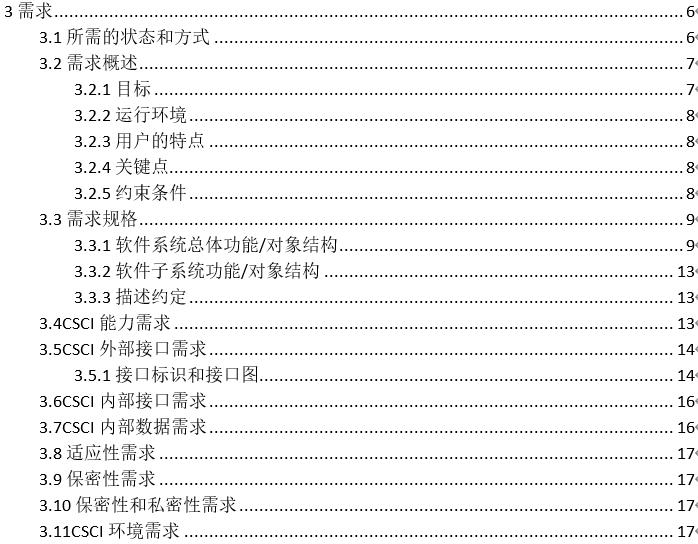 3 需求 6
3.1 所需的状态和方式 6
3.2 需求概述 7
3.2.1 目标 7
3.2.2 运行环境 8
3.2.3 用户的特点 8
3.2.4 关键点 8
3.2.5 约束条件 8
3.3 需求规格 9
3.3.1 软件系统总体功能/对象结构 9
3.3.2 软件子系统功能/对象结构 13
3.3.3 描述约定 13
3.4CSCI 能力需求 13
3.5CSCI 外部接口需求 14
3.5.1 接口标识和接口图 14
3.6CSCI 内部接口需求 16
3.7CSCI 内部数据需求 16
3.8 适应性需求 17
3.9 保密性需求 17
3.10 保密性和私密性需求 17
3.11CSCI 环境需求 17